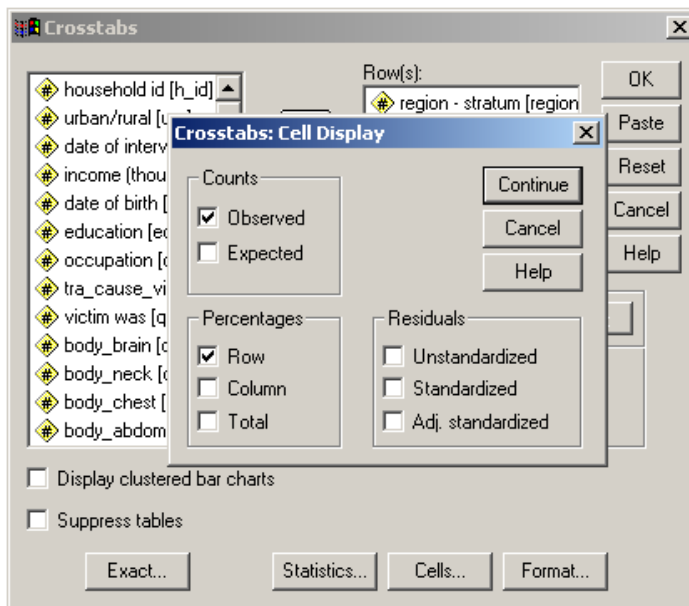 Crosstabs
household id [h_id]
urban/rural [u
date of interv
income (thou
date of birth [
education [e
occupation [
tra_cause_vi
victim was [q
body_brain [
body_neck [
body_chest [
body_abdom
Row(s):
region - stratum [region
OK
Paste
Reset
Cancel
Help
Crosstabs: Cell Display
Counts
Observed
Expected
Continue
Cancel
Help
Percentages
Row
Column
Total
Residuals
Unstandardized
Standardized
Adj. standardized
Display clustered bar charts
Suppress tables
Exact...
Statistics...
Cells...
Format...